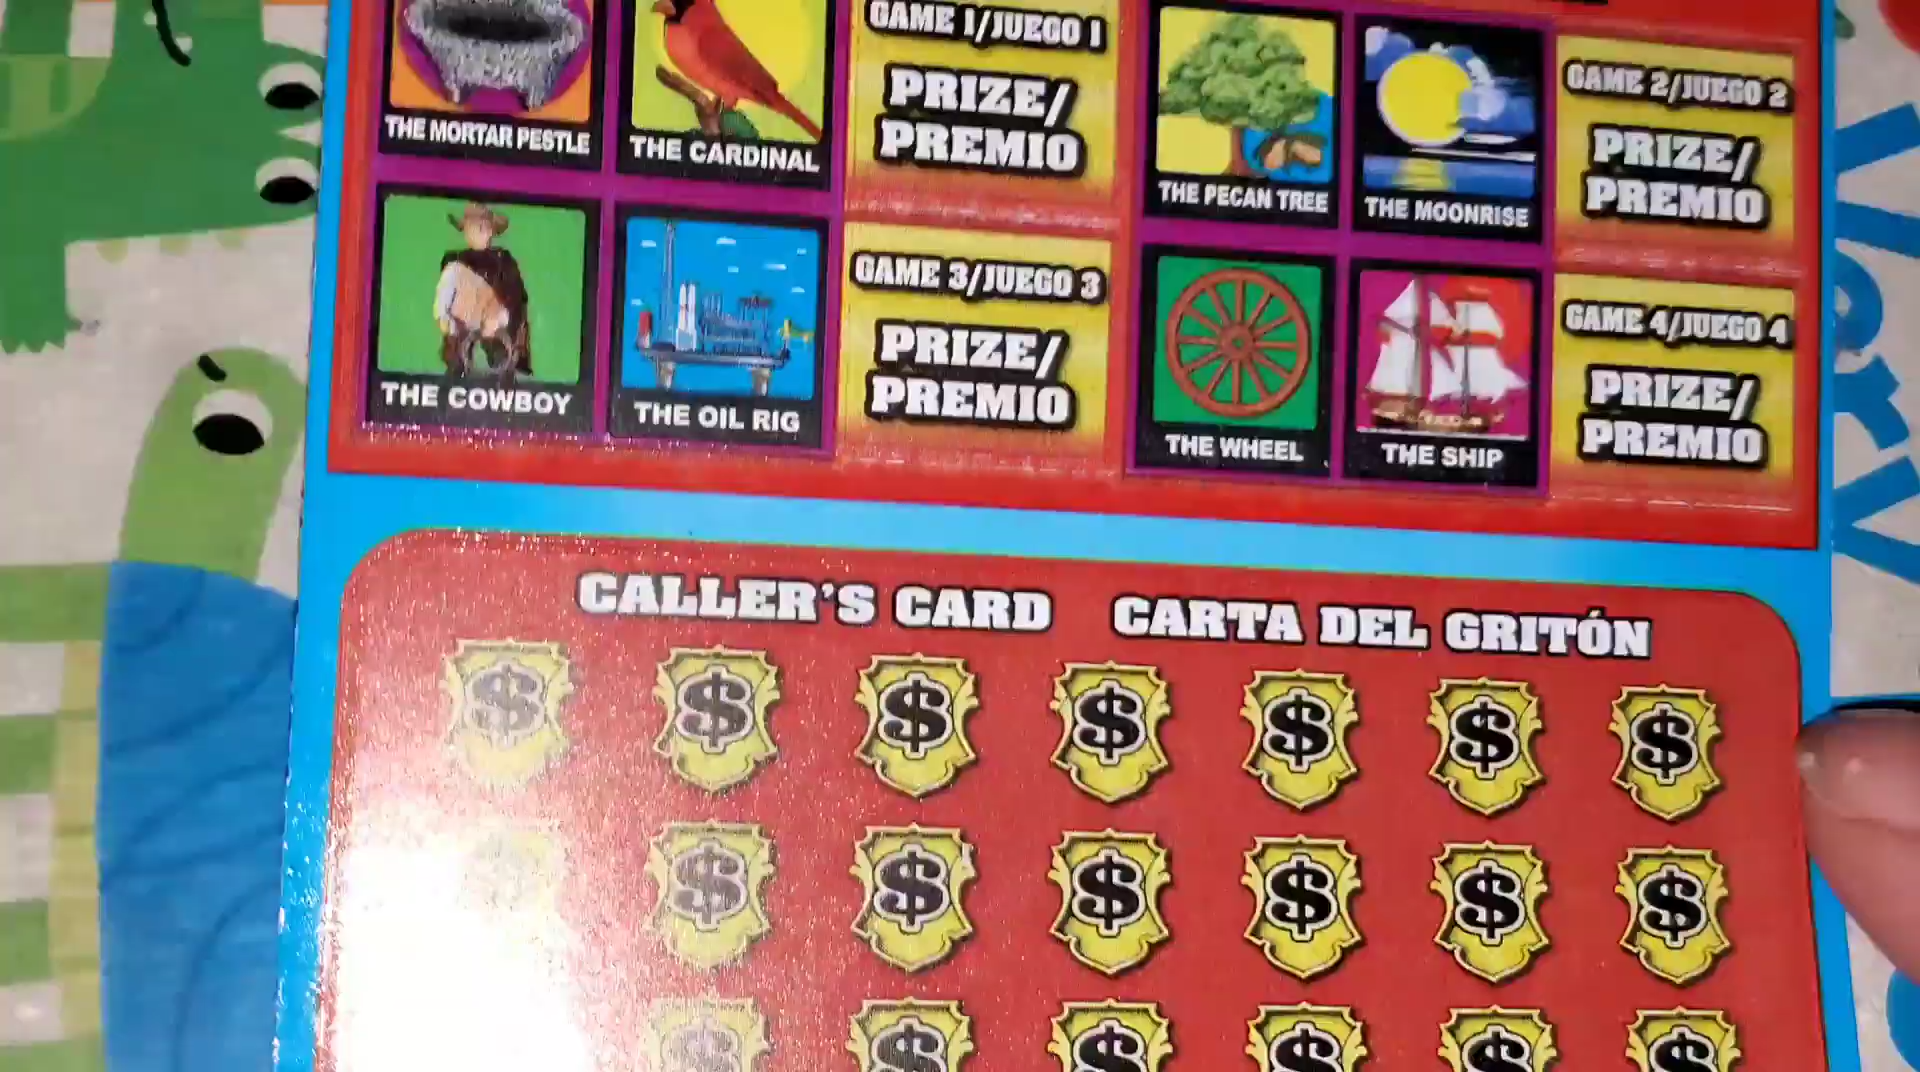 GAME 1/JUEGO 1
PRIZE/
PREMIO
THE MORTAR PESTLE
THE CARDINAL
GAME 2/JUEGO 2
PRIZE/
PREMIO
THE PECAN TREE
THE MOONRISE
GAME 3/JUEGO 3
PRIZE/
PREMIO
THE COWBOY
THE OIL RIG
GAME 4/JUEGO 4
PRIZE/
PREMIO
THE WHEEL
THE SHIP
CALLER'S CARD CARTA DEL GRITÓN
$ $ $ $ $ $ $
$ $ $ $ $ $
$ $ $ $ $ $
Very